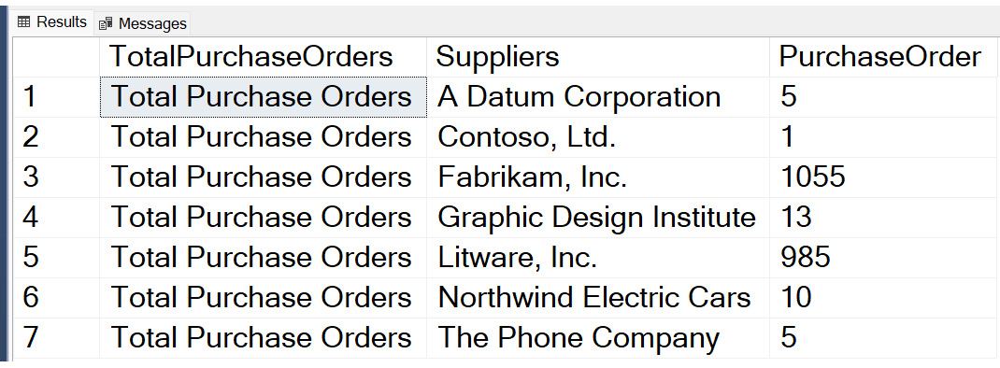 Results Messages
TotalPurchaseOrders Suppliers PurchaseOrder
1 Total Purchase Orders A Datum Corporation 5
2 Total Purchase Orders Contoso, Ltd. 1
3 Total Purchase Orders Fabrikam, Inc. 1055
4 Total Purchase Orders Graphic Design Institute 13
5 Total Purchase Orders Litware, Inc. 985
6 Total Purchase Orders Northwind Electric Cars 10
7 Total Purchase Orders The Phone Company 5